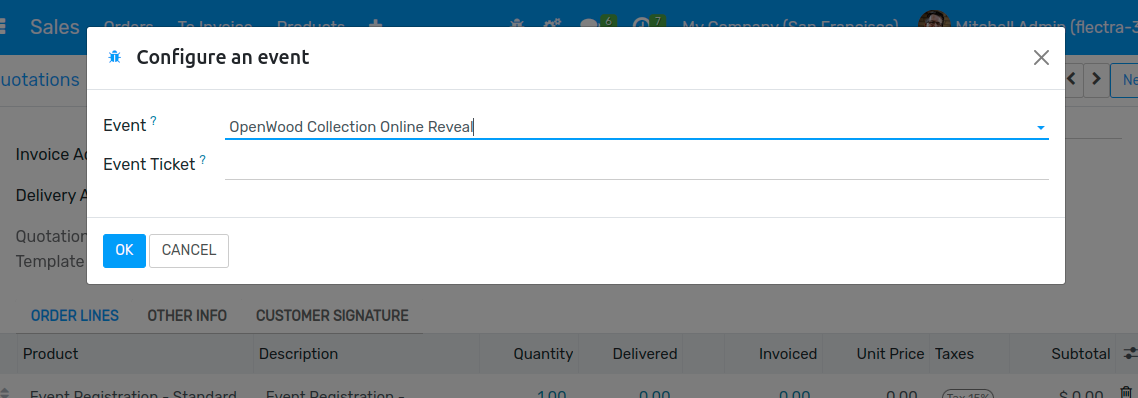 Sales Orders To Invoice Products 6 7 My Company (San Francisco) Mitchell Admin (flectra-3
Configure an event
uotations Ne
Event ?
OpenWood Collection Online Reveal
Invoice Ad
Event Ticket ?
Delivery A
Quotation
Template
OK CANCEL
ORDER LINES OTHER INFO CUSTOMER SIGNATURE
Product Description Quantity Delivered Invoiced Unit Price Taxes Subtotal
Event Registration - Standard Event Registration - 1.00 0.00 0.00 0.00 Tax 15% $ 0.00